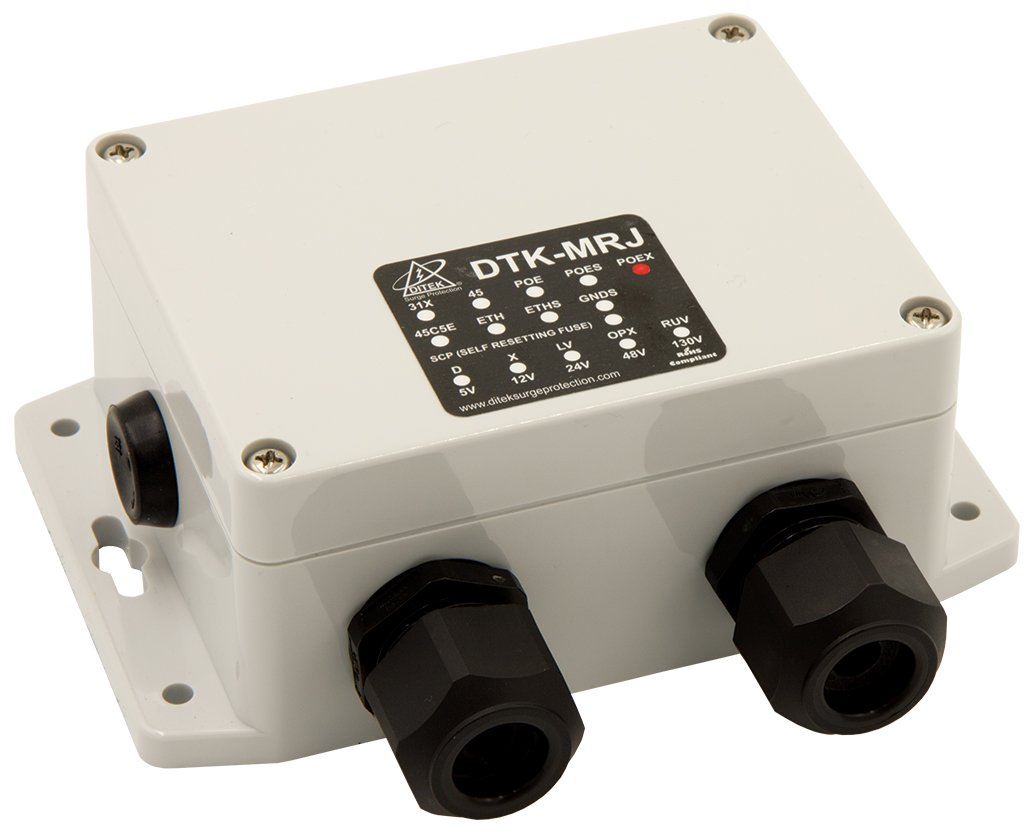 DTK-MRJ
DITEK®
Surge Protection
31X 45 POE POES POEX
45C5E ETH ETHS GNDS
SCP (SELF RESETTING FUSE)
D X LV OPX RUV
5V 12V 24V 48V 130V
RoHS
Compliant
www.diteksurgeprotection.com